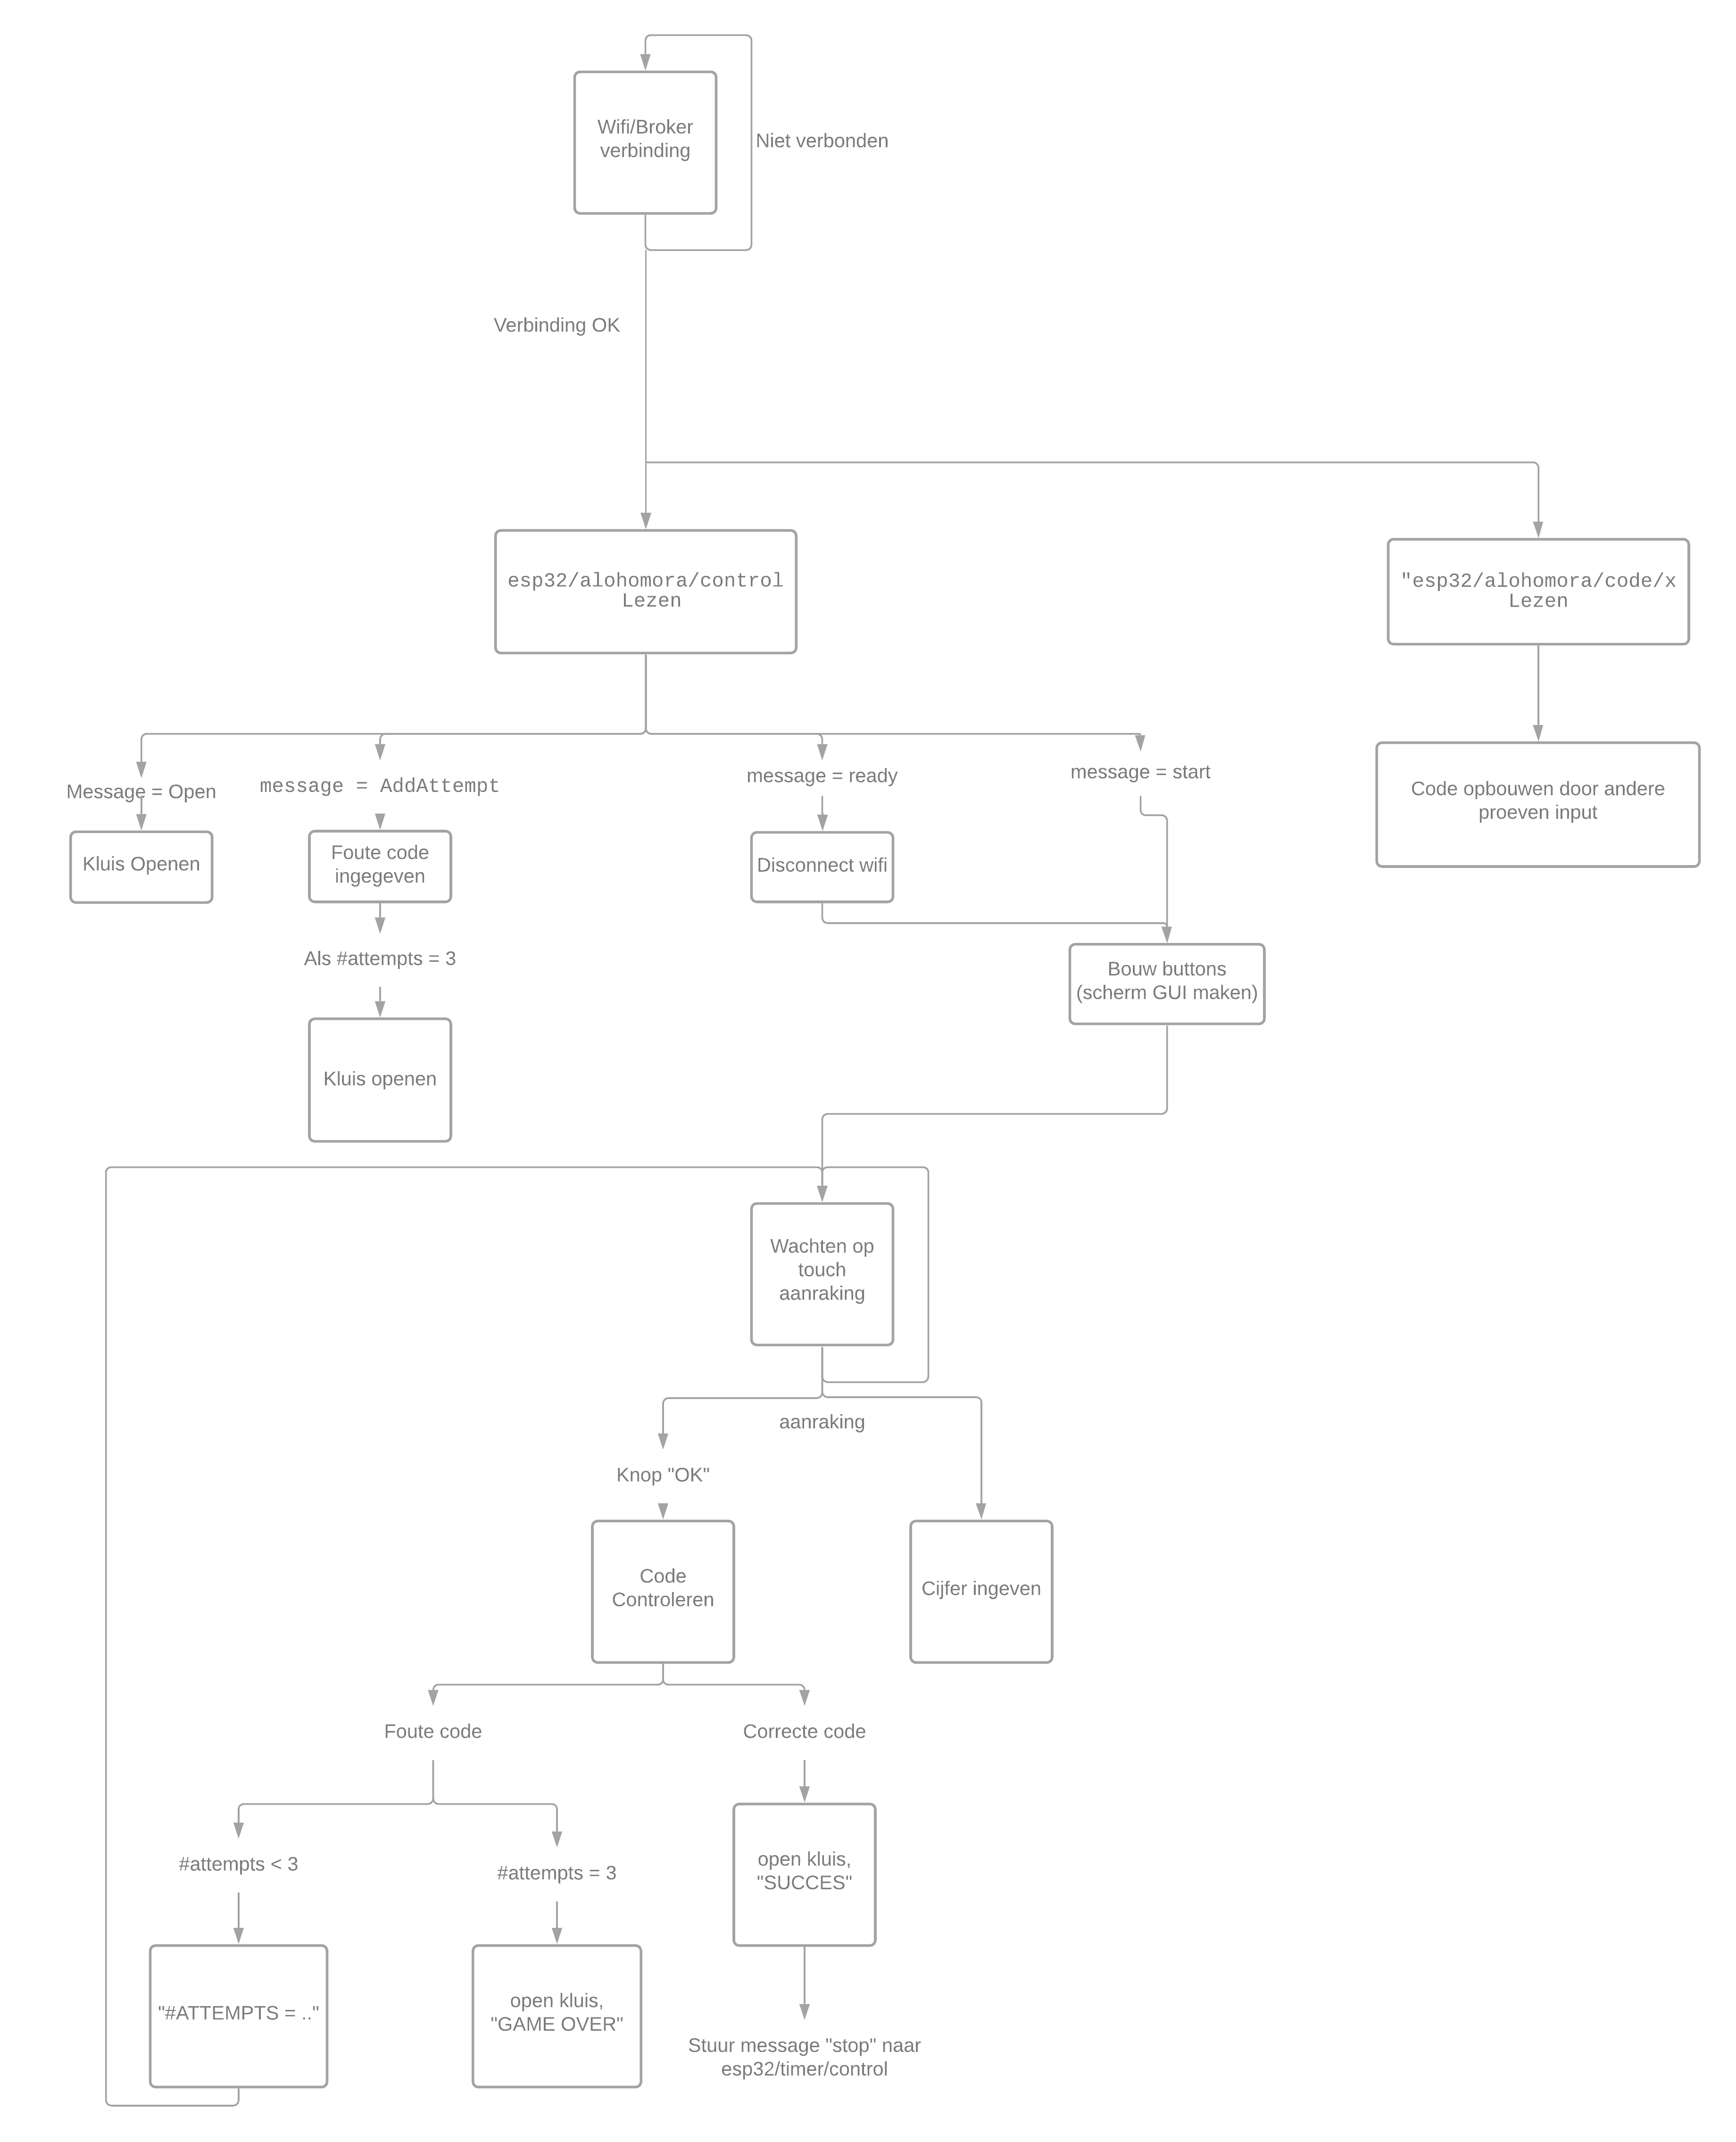 Wifi/Broker
verbinding
Niet verbonden
Verbinding OK
esp32/alohomora/control
Lezen
"esp32/alohomora/code/x
Lezen
Message = Open
message = AddAttempt
message = ready
message = start
Code opbouwen door andere
proeven input
Kluis Openen
Foute code
ingegeven
Disconnect wifi
Als #attempts = 3
Bouw buttons
(scherm GUI maken)
Kluis openen
Wachten op
touch
aanraking
aanraking
Knop "OK"
Code
Controleren
Cijfer ingeven
Foute code
Correcte code
#attempts < 3
#attempts = 3
open kluis,
"SUCCES"
"#ATTEMPTS = .."
open kluis,
"GAME OVER"
Stuur message "stop" naar
esp32/timer/control